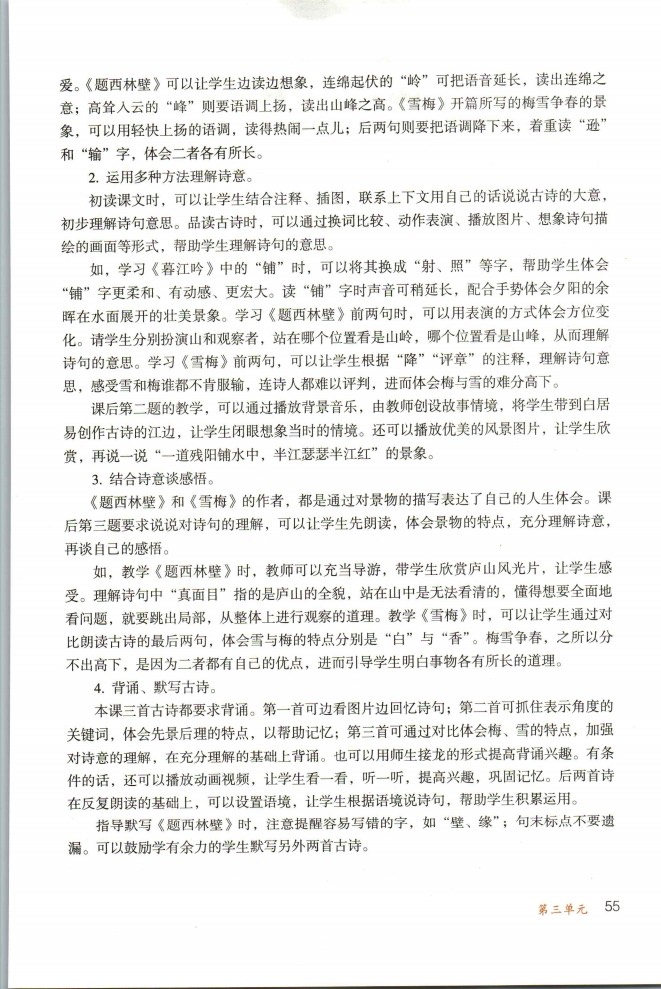 爱。《题西林壁》可以让学生边读边想象，连绵起伏的“岭”可把语音延长，读出连绵之
意；高耸入云的“峰”则要语调上扬，读出山峰之高。《雪梅》开篇所写的梅雪争春的景
象，可以用轻快上扬的语调，读得热闹一点儿；后两句则要把语调降下来，着重读“逊”
和“输”字，体会二者各有所长。
2. 运用多种方法理解诗意。
初读课文时，可以让学生结合注释、插图，联系上下文用自己的话说说古诗的大意，
初步理解诗句意思。品读古诗时，可以通过换词比较、动作表演、播放图片、想象诗句描
绘的画面等形式，帮助学生理解诗句的意思。
如，学习《暮江吟》中的“铺”时，可以将其换成“射、照”等字，帮助学生体会
“铺”字更柔和、有动感、更宏大。读“铺”字时声音可稍延长，配合手势体会夕阳的余
晖在水面展开的壮美景象。学习《题西林壁》前两句时，可以用表演的方式体会方位变
化。请学生分别扮演山和观察者，站在哪个位置看是山岭，哪个位置看是山峰，从而理解
诗句的意思。学习《雪梅》前两句，可以让学生根据“降”“评章”的注释，理解诗句意
思，感受雪和梅谁都不肯服输，连诗人都难以评判，进而体会梅与雪的难分高下。
课后第二题的教学，可以通过播放背景音乐，由教师创设故事情境，将学生带到白居
易创作古诗的江边，让学生闭眼想象当时的情境。还可以播放优美的风景图片，让学生欣
赏，再说一说“一道残阳铺水中，半江瑟瑟半江红”的景象。
3. 结合诗意谈感悟。
《题西林壁》和《雪梅》的作者，都是通过对景物的描写表达了自己的人生体会。课
后第三题要求说说对诗句的理解，可以让学生先朗读，体会景物的特点，充分理解诗意，
再谈自己的感悟。
如，教学《题西林壁》时，教师可以充当导游，带学生欣赏庐山风光片，让学生感
受。理解诗句中“真面目”指的是庐山的全貌，站在山中是无法看清的，懂得想要全面地
看问题，就要跳出局部，从整体上进行观察的道理。教学《雪梅》时，可以让学生通过对
比朗读古诗的最后两句，体会雪与梅的特点分别是“白”与“香”。梅雪争春，之所以分
不出高下，是因为二者都有自己的优点，进而引导学生明白事物各有所长的道理。
4. 背诵、默写古诗。
本课三首古诗都要求背诵。第一首可边看图片边回忆诗句；第二首可抓住表示角度的
关键词，体会先景后理的特点，以帮助记忆；第三首可通过对比体会梅、雪的特点，加强
对诗意的理解，在充分理解的基础上背诵。也可以用师生接龙的形式提高背诵兴趣。有条
件的话，还可以播放动画视频，让学生看一看，听一听，提高兴趣，巩固记忆。后两首诗
在反复朗读的基础上，可以设置语境，让学生根据语境说诗句，帮助学生积累运用。
指导默写《题西林壁》时，注意提醒容易写错的字，如“壁、缘”；句末标点不要遗
漏。可以鼓励学有余力的学生默写另外两首古诗。
第三单元 55